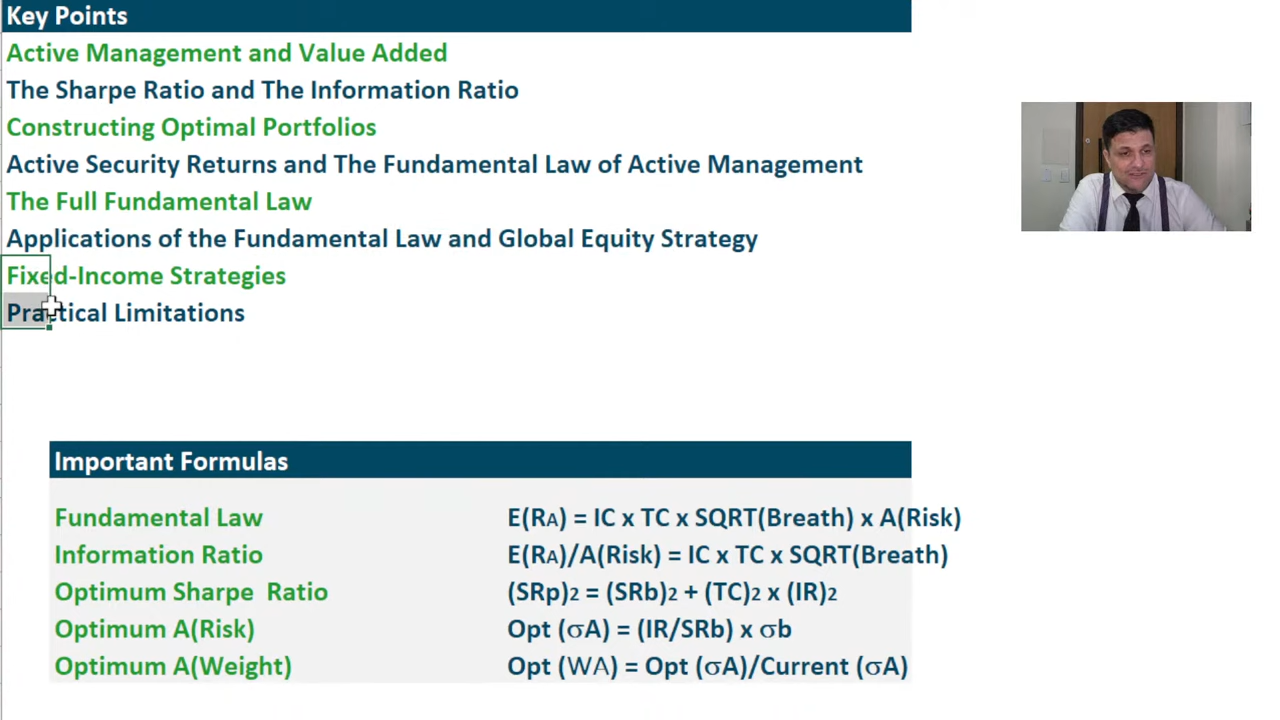 Key Points
Active Management and Value Added
The Sharpe Ratio and The Information Ratio
Constructing Optimal Portfolios
Active Security Returns and The Fundamental Law of Active Management
The Full Fundamental Law
Applications of the Fundamental Law and Global Equity Strategy
Fixed-Income Strategies
Practical Limitations
Important Formulas
Fundamental Law E(RA) = IC x TC x SQRT(Breath) x A(Risk)
Information Ratio E(RA)/A(Risk) = IC x TC x SQRT(Breath)
Optimum Sharpe Ratio (SRp)2 = (SRb)2 + (TC)2 x (IR)2
Optimum A(Risk) Opt (σA) = (IR/SRb) x σb
Optimum A(Weight) Opt (WA) = Opt (σA)/Current (σA)